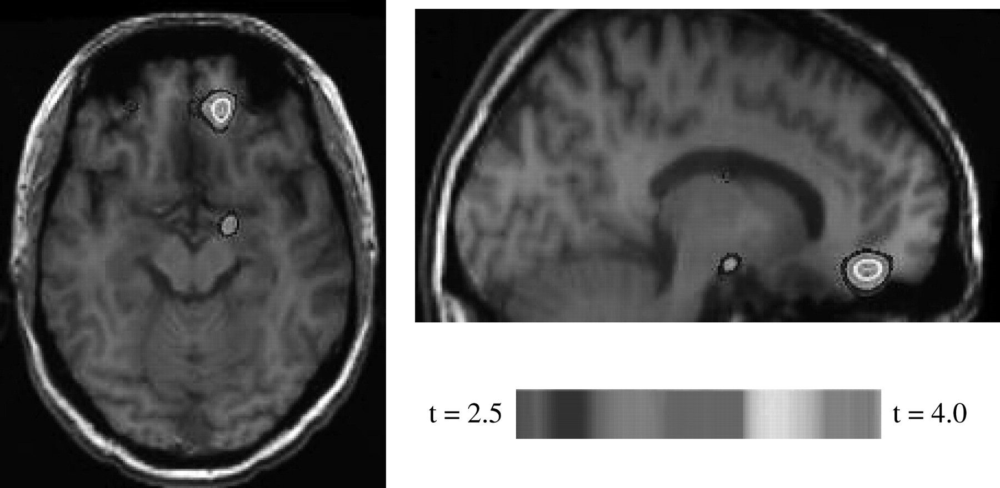 t = 2.5
t = 4.0